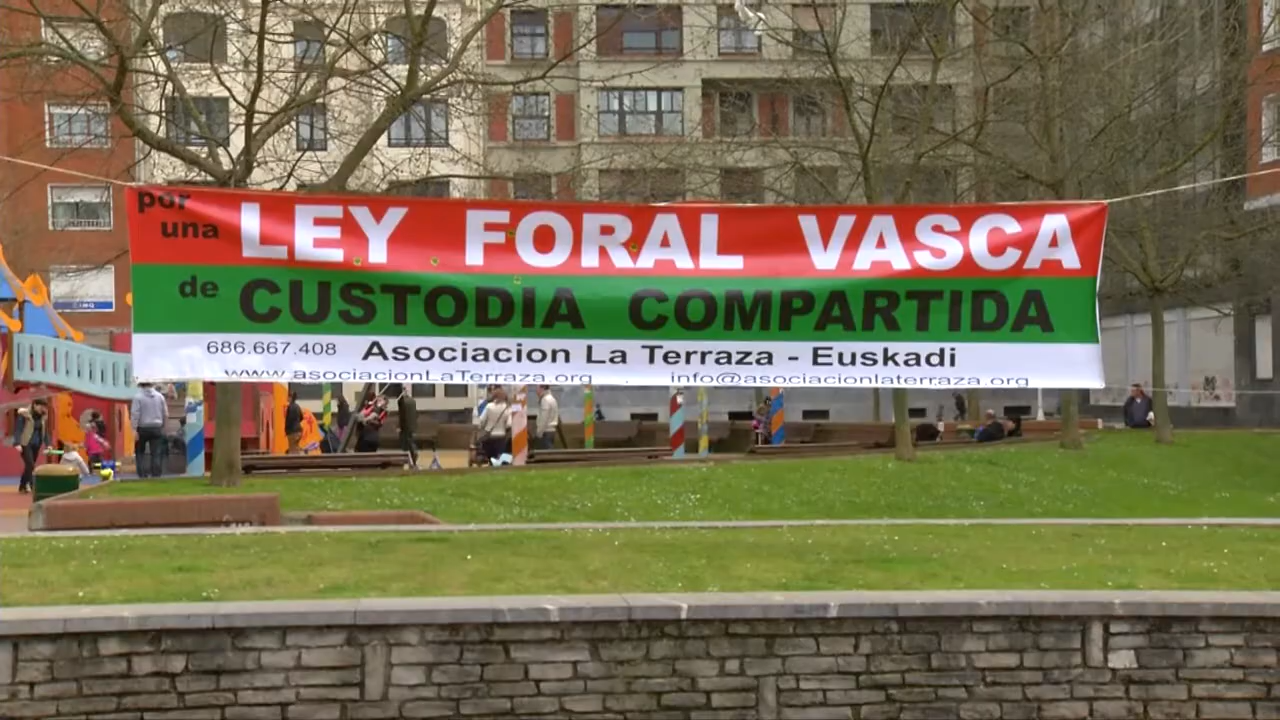 por
una LEY FORAL VASCA
de CUSTODIA COMPARTIDA
686.667.408 Asociacion La Terraza - Euskadi
www.asociacionLaTerraza.org . info@asociacionlaterraza.org